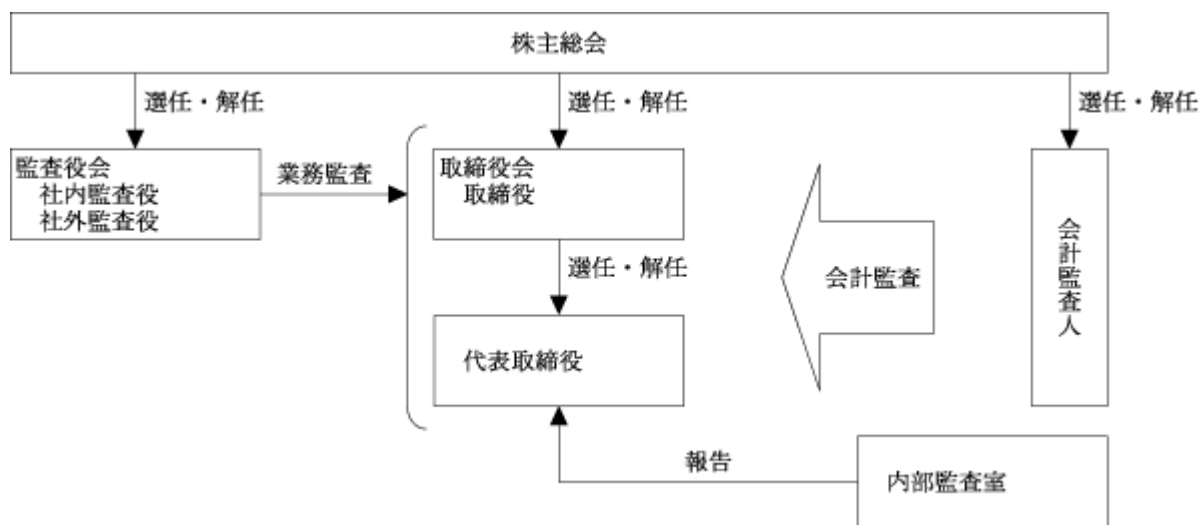 株主総会
選任・解任
選任・解任
選任・解任
監査役会
社内監査役
社外監査役
業務監査
取締役会
取締役
選任・解任
代表取締役
会計監査
会計監査人
報告
内部監査室